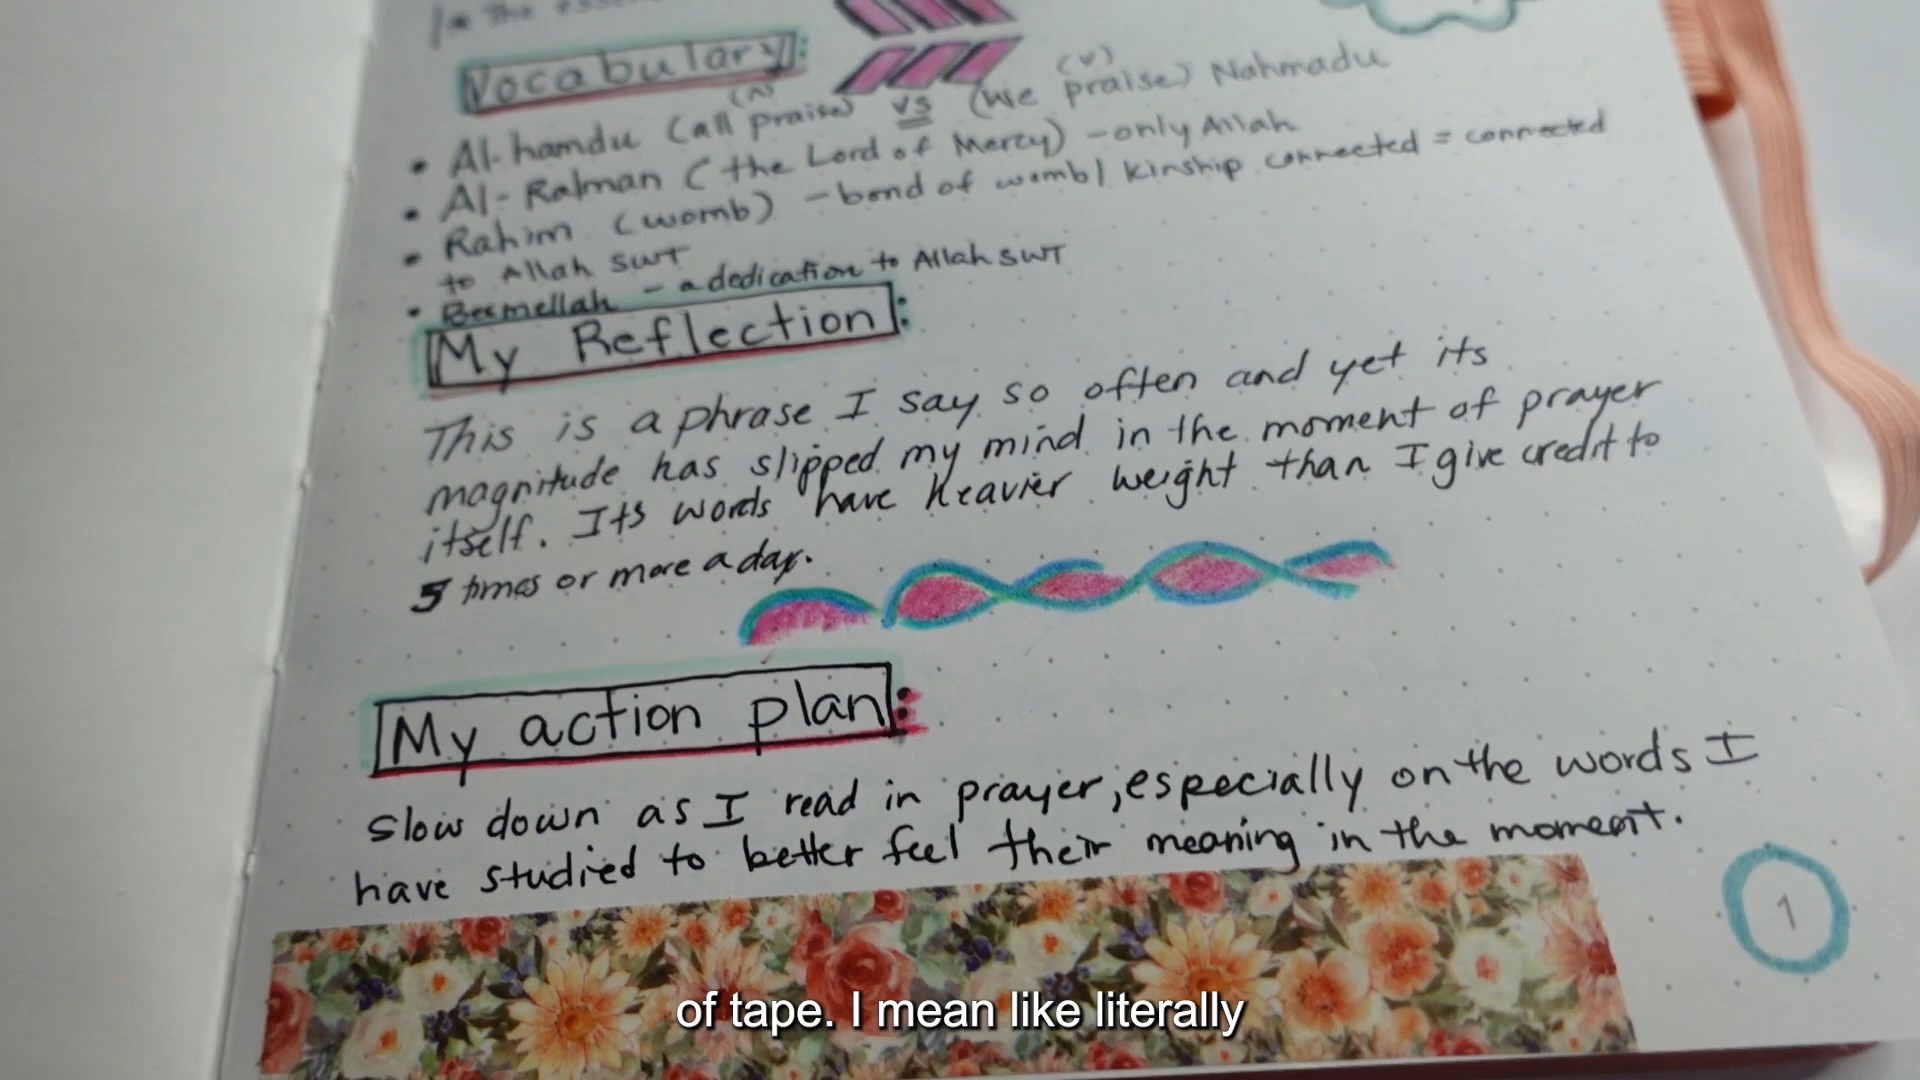 1* The
Vocabulary:
(n) (v)
• Al-hamdu (all praise) vs (we praise) Nahmadu
• Al-Rahman (the Lord of Mercy) - only Allah
• Rahim (womb) - bond of womb/ kinship connected = connected
to Allah SWT
• Beemellah - a dedication to Allah SWT
My Reflection:
This is a phrase I say so often and yet its
magnitude has slipped my mind in the moment of prayer
itself. Its words have heavier weight than I give credit to
5 times or more a day.
My action plan:
Slow down as I read in prayer, especially on the words I
have studied to better feel their meaning in the moment.
1
of tape. I mean like literally